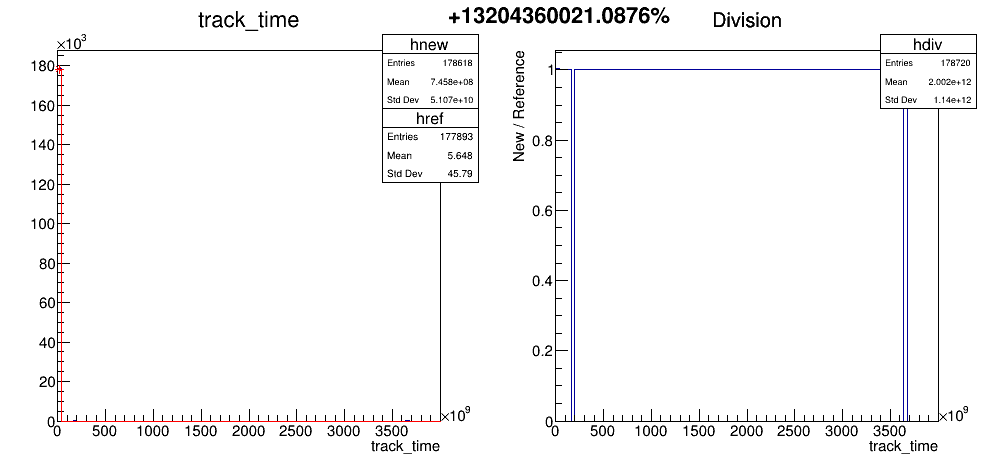 +13204360021.0876%
track_time
×10³
hnew
Entries 178618
Mean 7.458e+08
Std Dev 5.107e+10
href
Entries 177893
Mean 5.648
Std Dev 45.79
180
160
140
120
100
80
60
40
20
0
0 500 1000 1500 2000 2500 3000 3500
×10⁹
track_time
Division
hdiv
Entries 178720
Mean 2.002e+12
Std Dev 1.14e+12
New / Reference
1
0.8
0.6
0.4
0.2
0
0 500 1000 1500 2000 2500 3000 3500
×10⁹
track_time